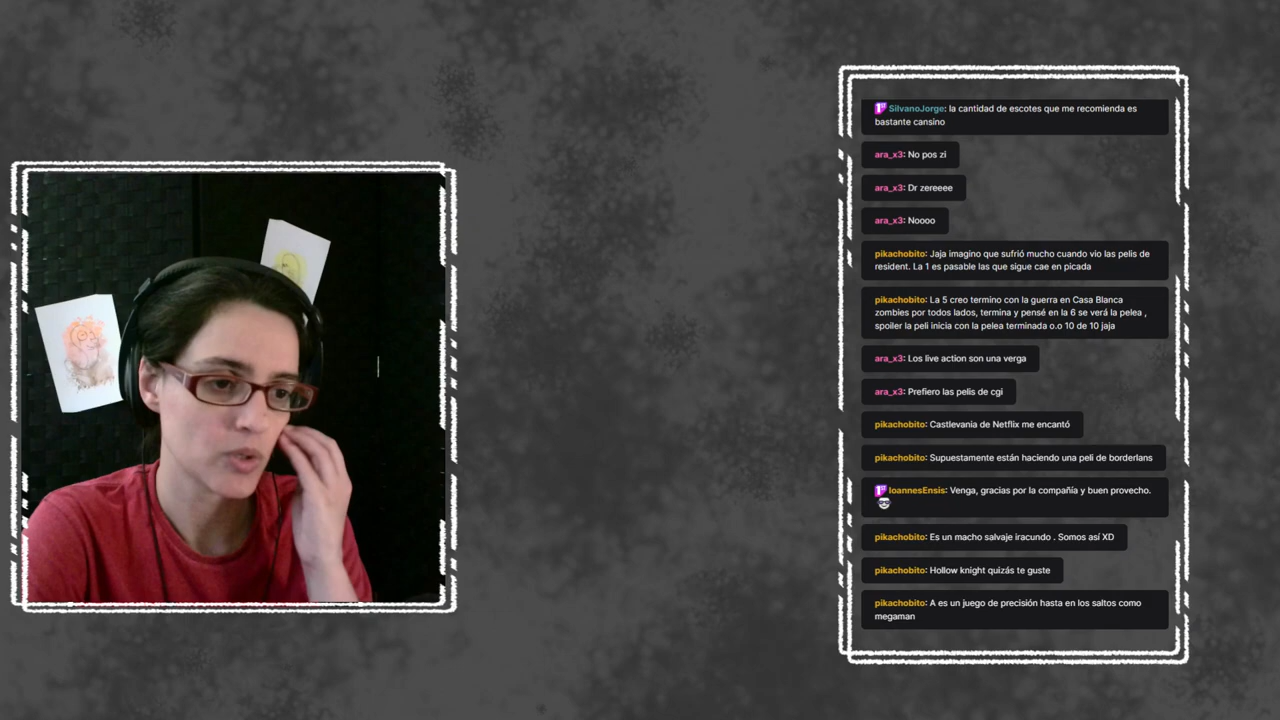 SilvanoJorge: la cantidad de escotes que me recomienda es
bastante cansino
ara_x3: No pos zi
ara_x3: Dr zereeee
ara_x3: Noooo
pikachobito: Jaja imagino que sufrió mucho cuando vio las pelis de
resident. La 1 es pasable las que sigue cae en picada
pikachobito: La 5 creo termino con la guerra en Casa Blanca
zombies por todos lados, termina y pensé en la 6 se verá la pelea ,
spoiler la peli inicia con la pelea terminada o.o 10 de 10 jaja
ara_x3: Los live action son una verga
ara_x3: Prefiero las pelis de cgi
pikachobito: Castlevania de Netflix me encantó
pikachobito: Supuestamente están haciendo una peli de borderlans
IoannesEnsis: Venga, gracias por la compañía y buen provecho.
pikachobito: Es un macho salvaje iracundo . Somos así XD
pikachobito: Hollow knight quizás te guste
pikachobito: A es un juego de precisión hasta en los saltos como
megaman